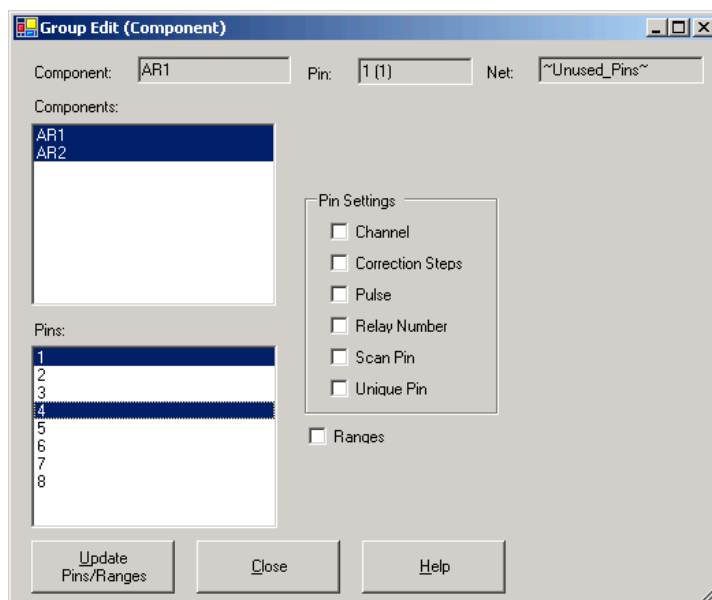 Group Edit (Component)
Component: AR1 Pin: 1 (1) Net: ~Unused_Pins~
Components:
AR1
AR2
Pin Settings
Channel
Correction Steps
Pulse
Relay Number
Scan Pin
Unique Pin
Pins:
1
2
3
4
5
6
7
8
Ranges
Update
Pins/Ranges
Close
Help